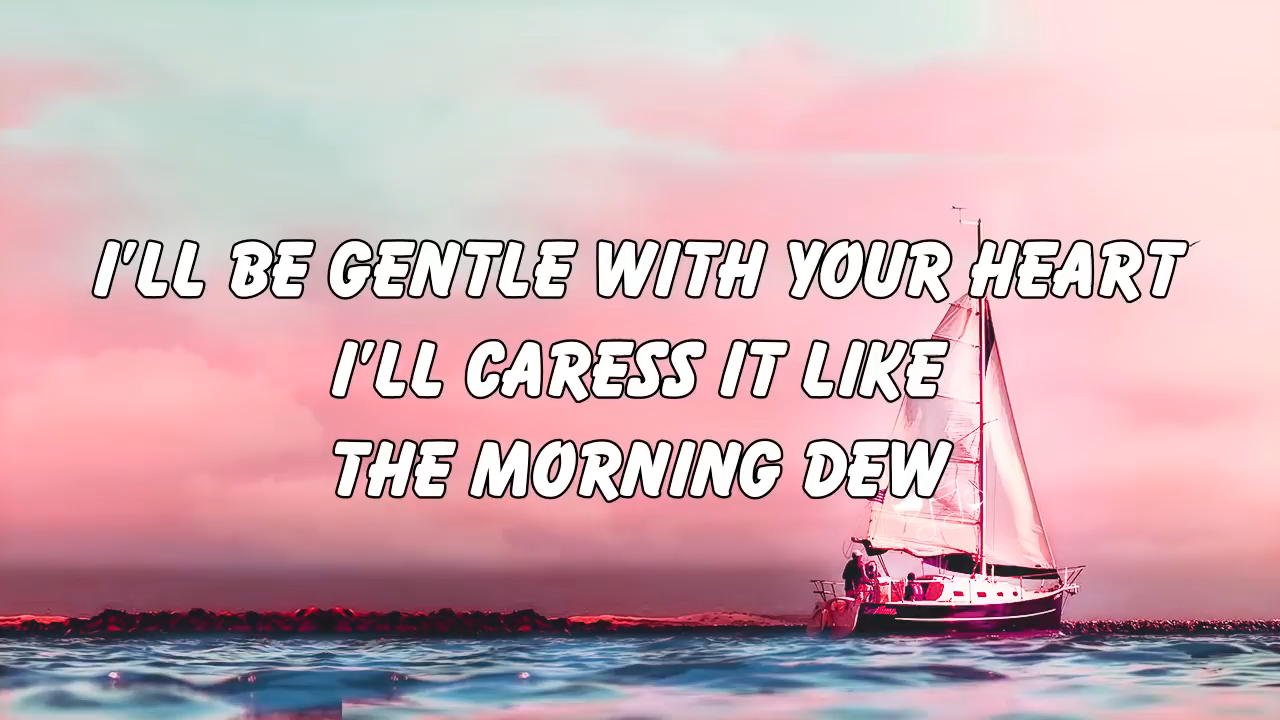 I'LL BE GENTLE WITH YOUR HEART
I'LL CARESS IT LIKE
THE MORNING DEW